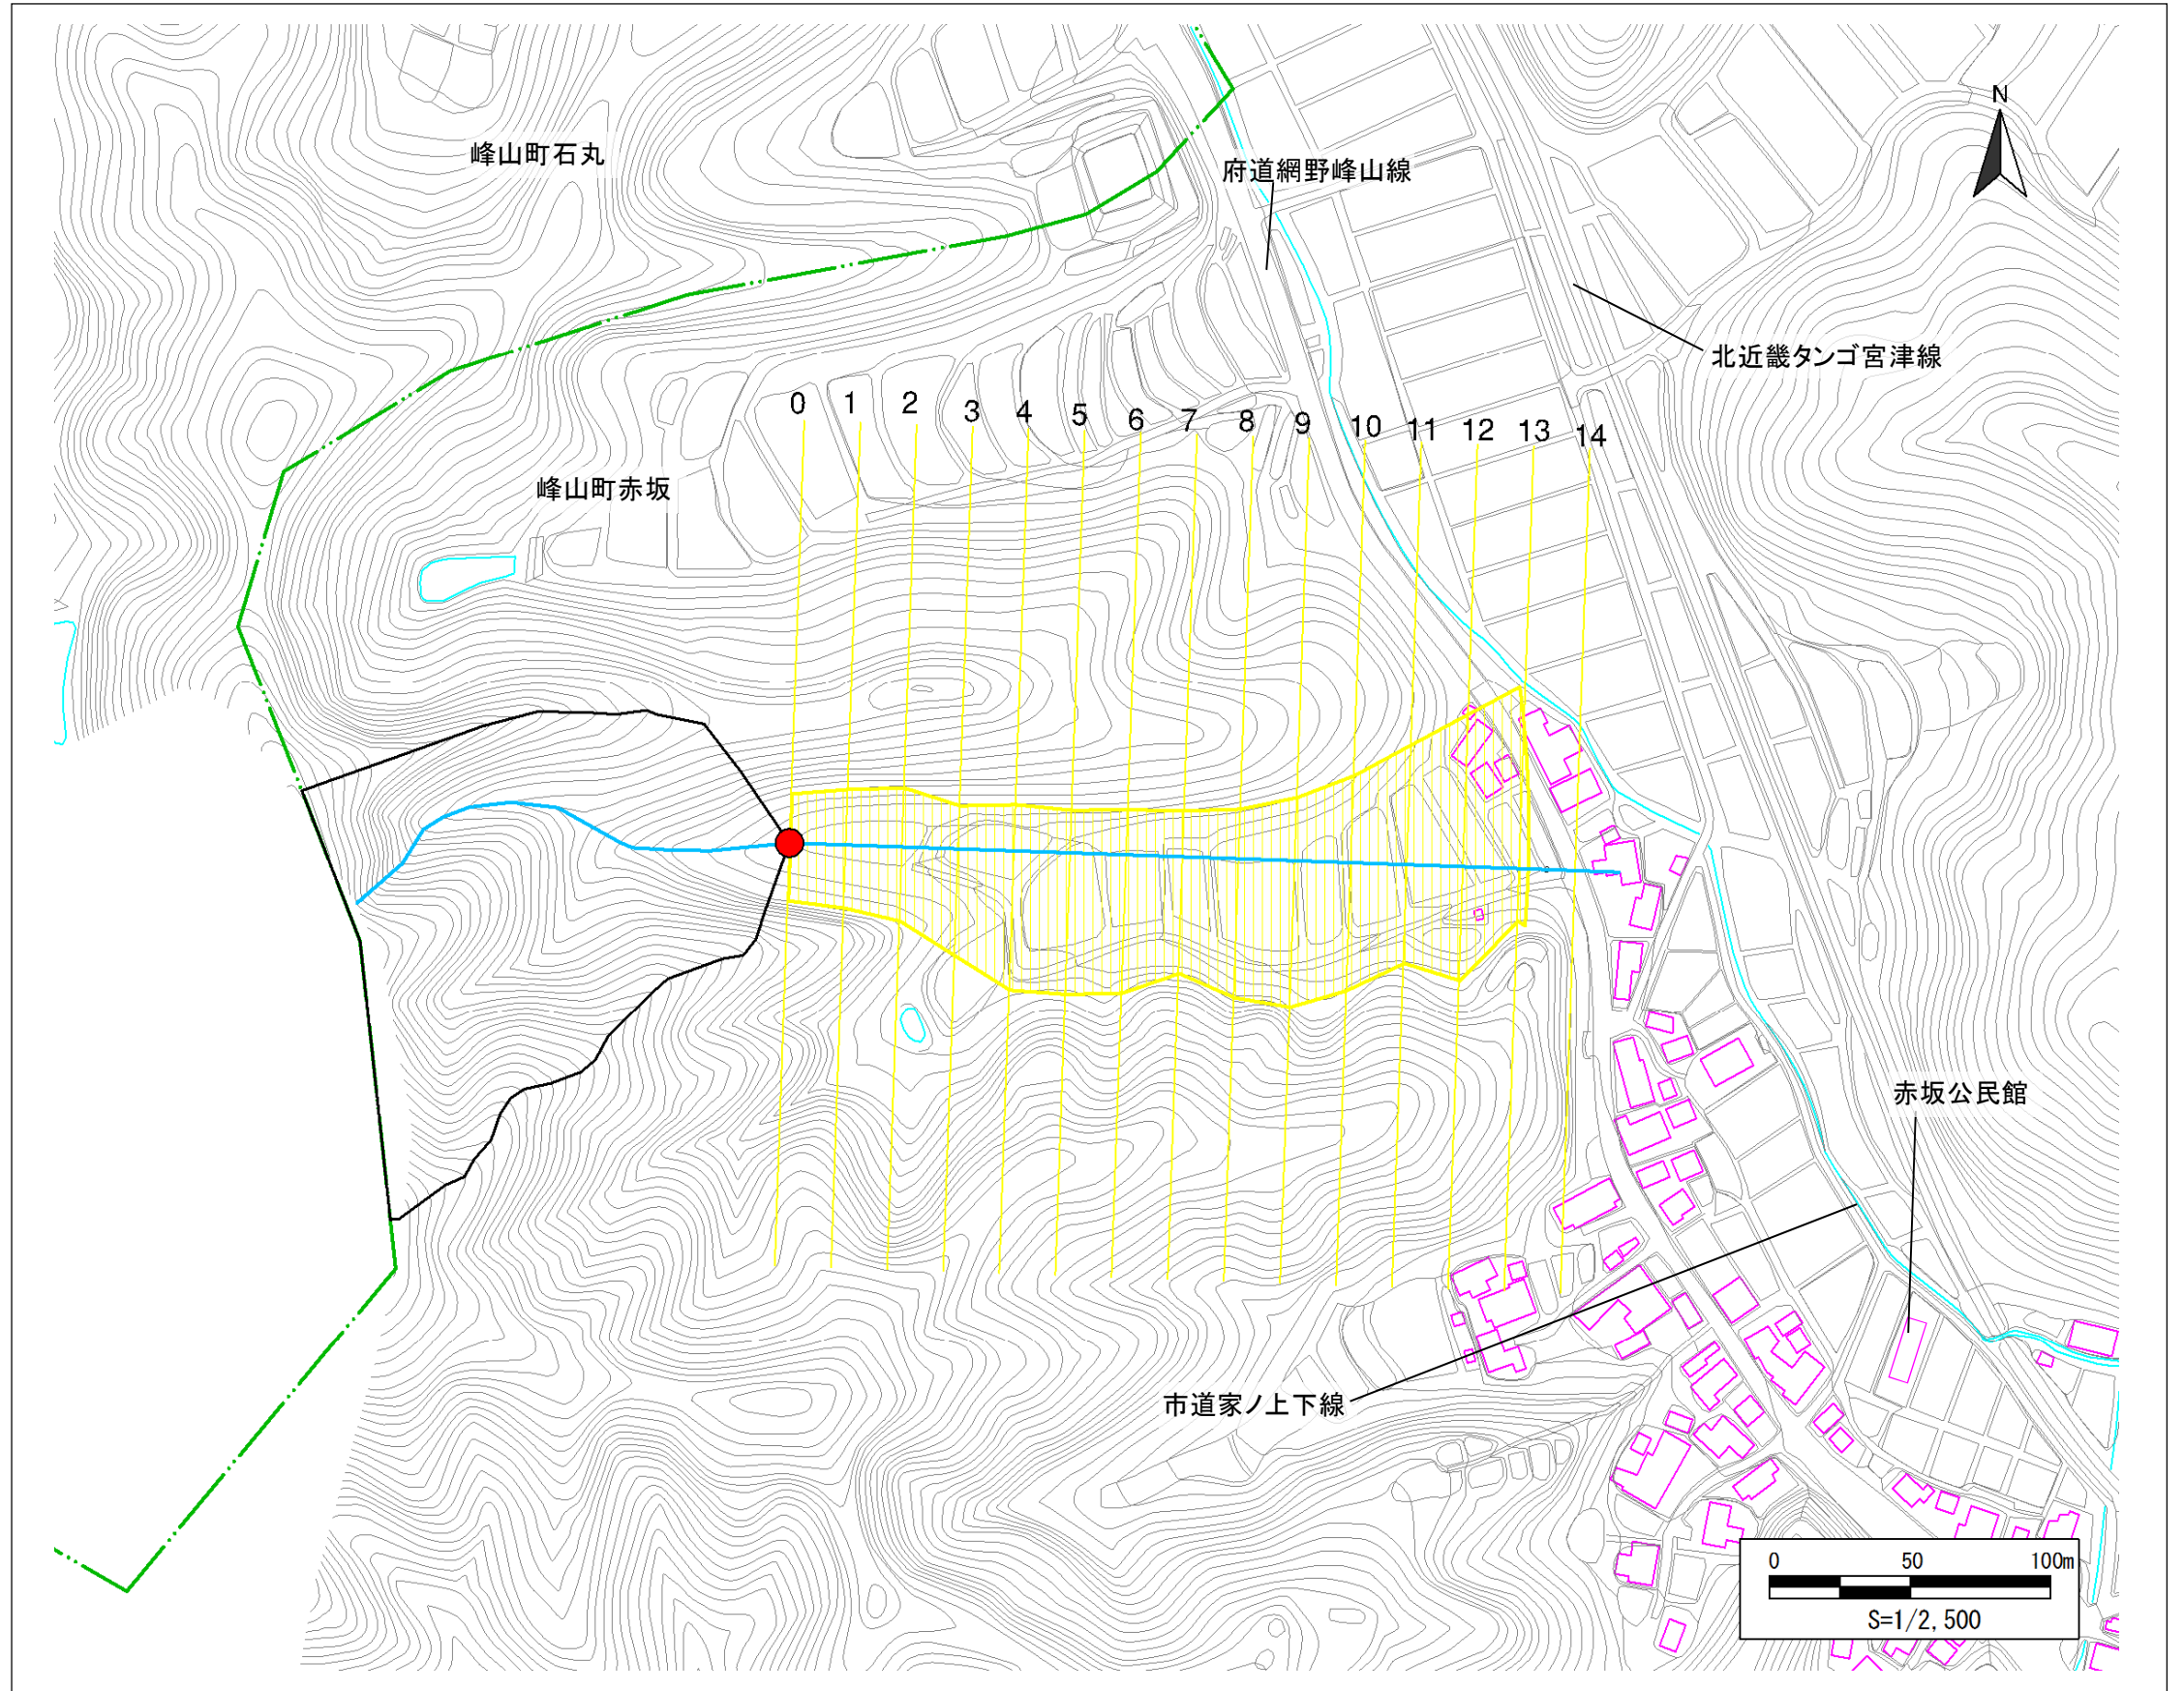 峰山町石丸
府道網野峰山線
N
北近畿タンゴ宮津線
0 1 2 3 4 5 6 7 8 9 10 11 12 13 14
峰山町赤坂
赤坂公民館
市道家ノ上下線
0 50 100m
S=1/2,500